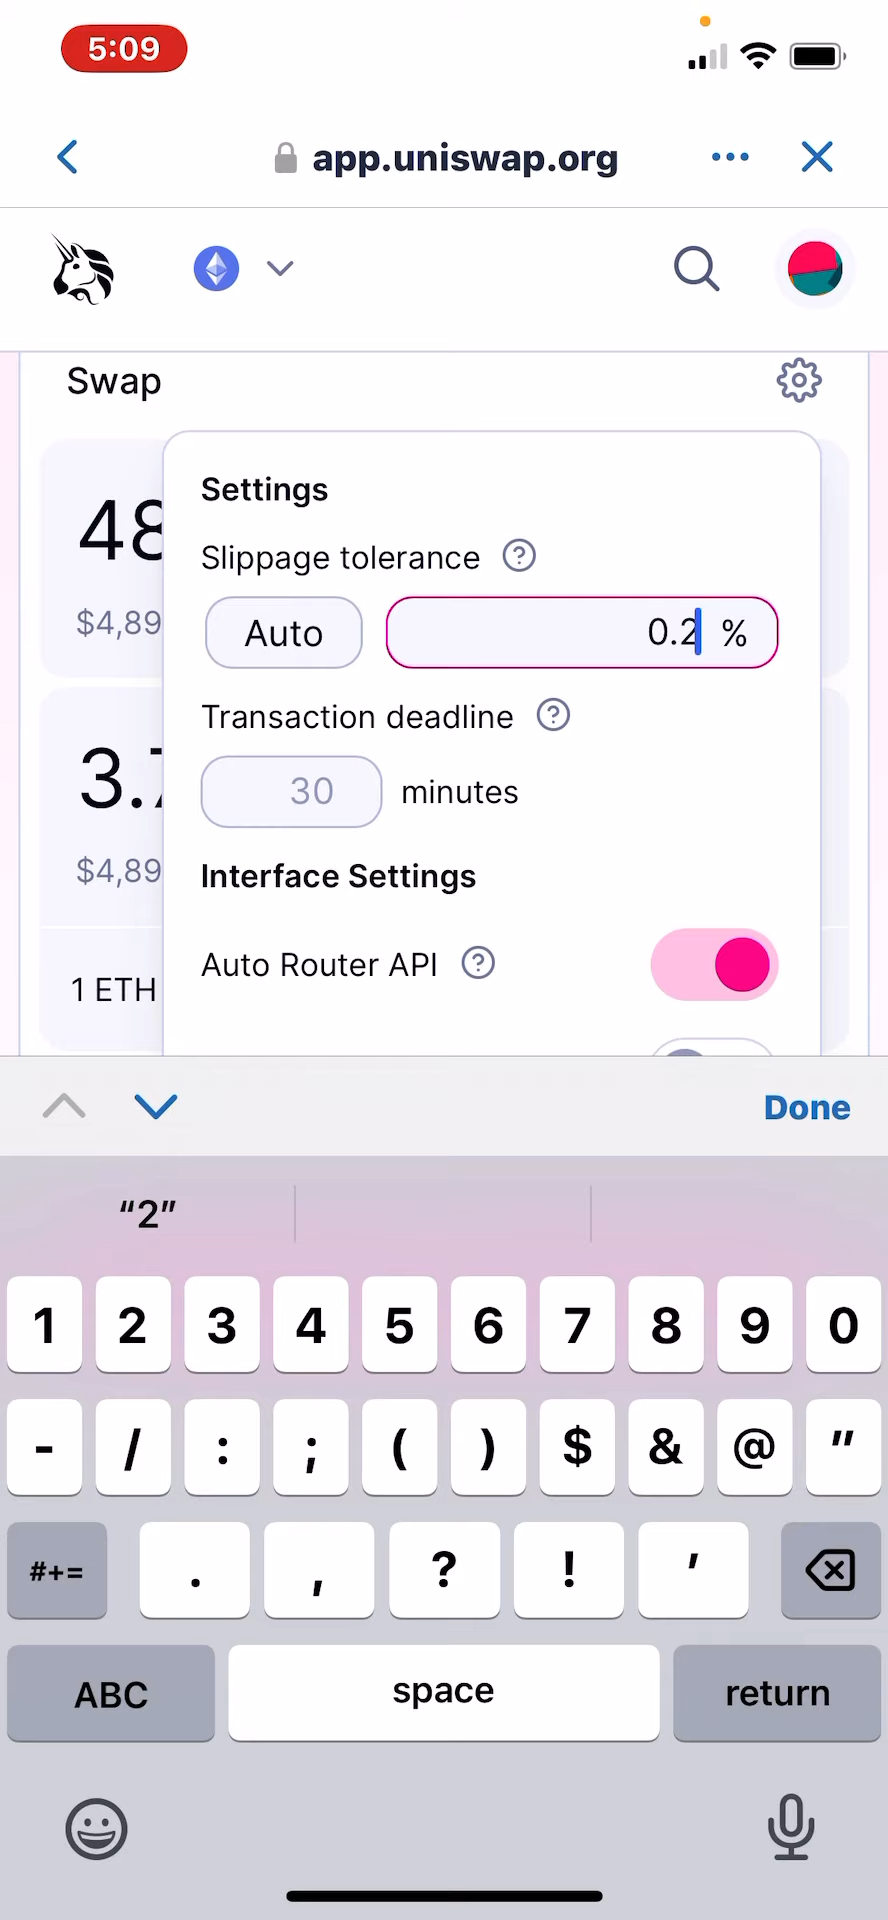 5:09
app.uniswap.org
Swap
Settings
48
Slippage tolerance
$4,89
Auto
0.2 %
Transaction deadline
3.7
30 minutes
$4,89
Interface Settings
Auto Router API
1 ETH
Done
“2”
1 2 3 4 5 6 7 8 9 0
- / : ; ( ) $ & @ "
#+= . , ? ! '
ABC space return